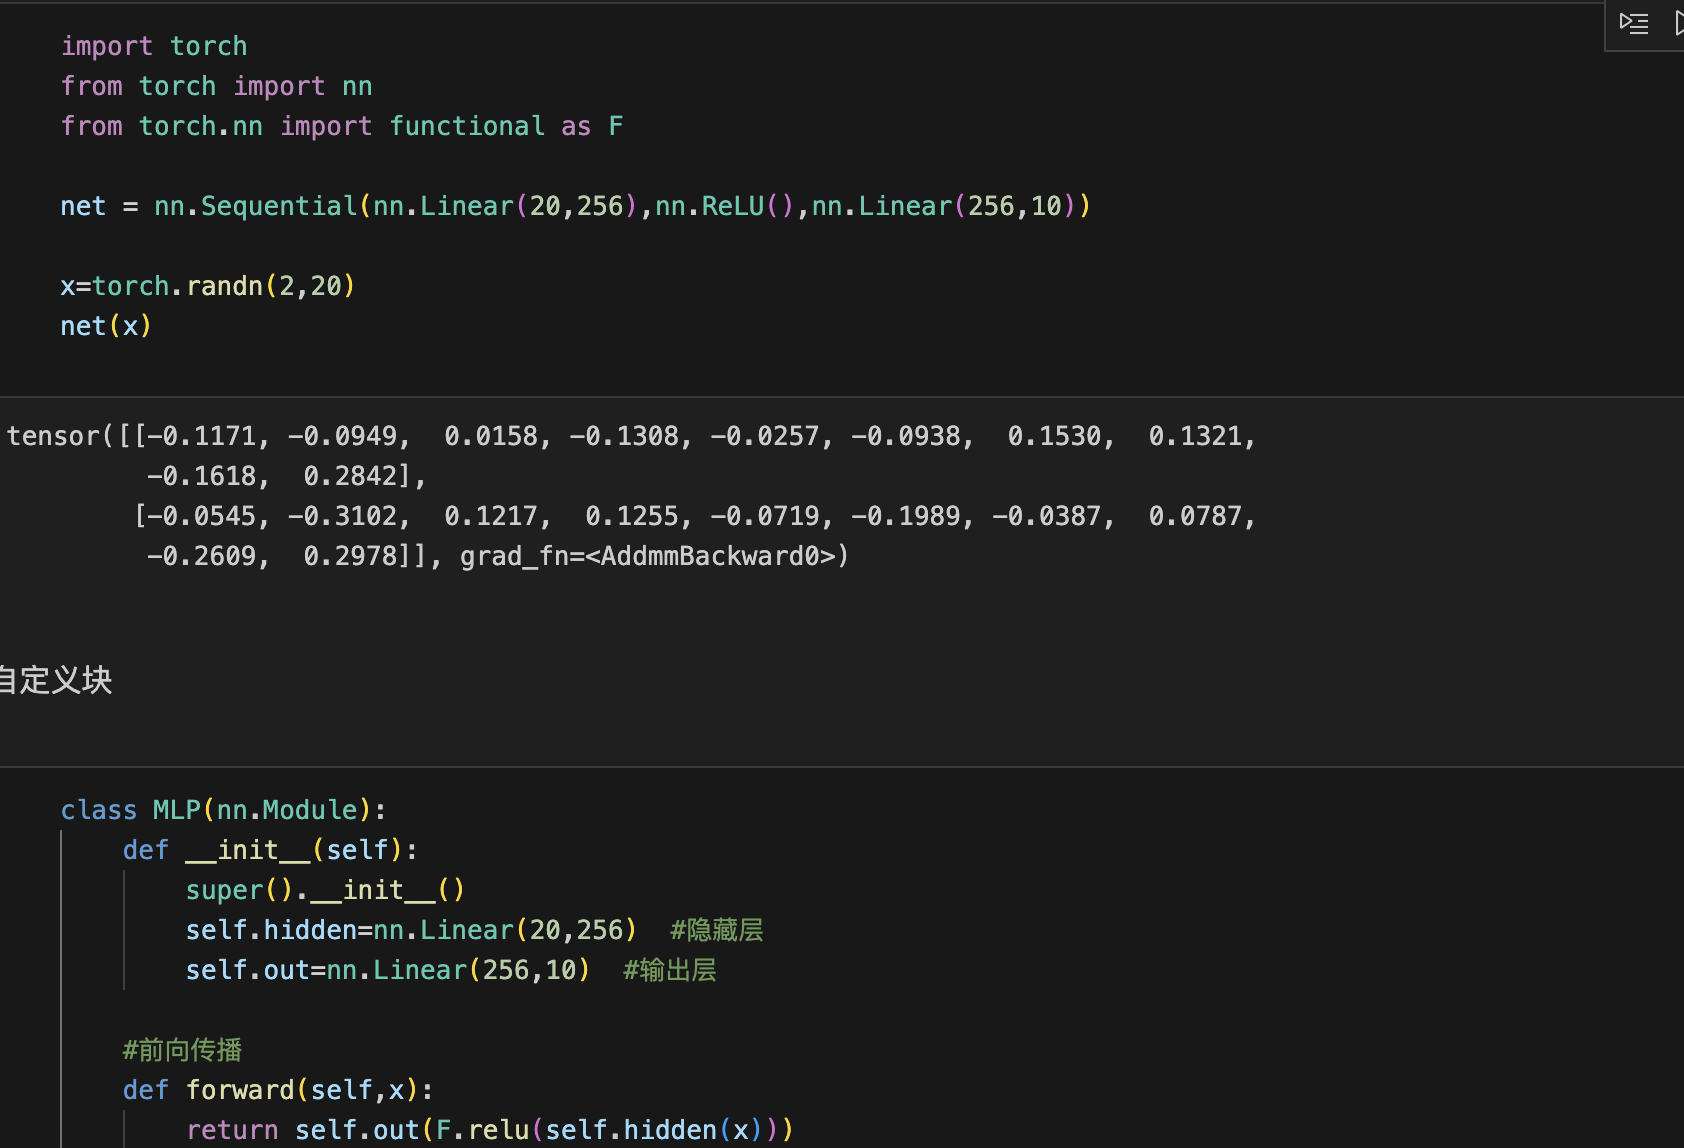 import torch
from torch import nn
from torch.nn import functional as F
net = nn.Sequential(nn.Linear(20,256),nn.ReLU(),nn.Linear(256,10))
x=torch.randn(2,20)
net(x)
tensor([[-0.1171, -0.0949,  0.0158, -0.1308, -0.0257, -0.0938,  0.1530,  0.1321,
         -0.1618,  0.2842],
        [-0.0545, -0.3102,  0.1217,  0.1255, -0.0719, -0.1989, -0.0387,  0.0787,
         -0.2609,  0.2978]], grad_fn=<AddmmBackward0>)
自定义块
class MLP(nn.Module):
    def __init__(self):
        super().__init__()
        self.hidden=nn.Linear(20,256)  #隐藏层
        self.out=nn.Linear(256,10)  #输出层
    #前向传播
    def forward(self,x):
        return self.out(F.relu(self.hidden(x)))